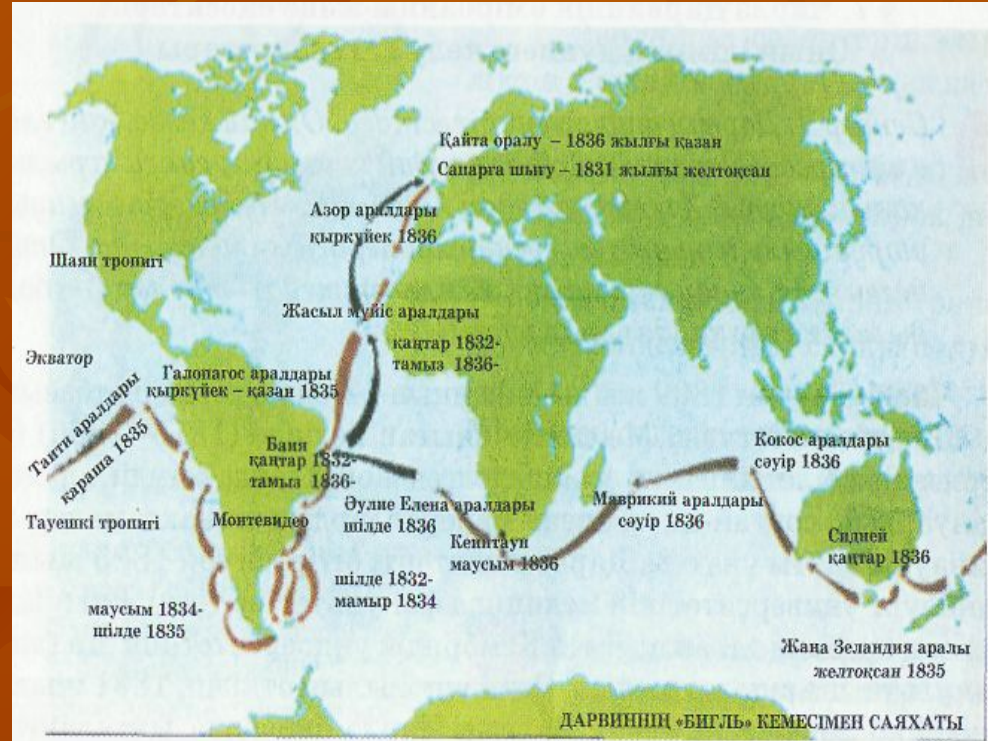 Қайта оралу – 1836 жылғы қазан
Сапарға шығу – 1831 жылғы желтоқсан
Азор аралдары
қыркүйек 1836
Шаян тропигі
Жасыл мүйіс аралдары
қаңтар 1832-
тамыз 1836-
Экватор
Галопагос аралдары
қыркүйек – қазан 1835
Таити аралдары
қараша 1835
Баия
қаңтар 1832-
тамыз 1836-
Кокос аралдары
сәуір 1836
Әулие Елена аралдары
шілде 1836
Маврикий аралдары
сәуір 1836
Тауешкі тропигі
Монтевидео
Кейптаун
маусым 1836
Сидней
қаңтар 1836
шілде 1832-
мамыр 1834
маусым 1834-
шілде 1835
Жаңа Зеландия аралы
желтоқсан 1835
ДАРВИННІҢ «БИГЛЬ» КЕМЕСІМЕН САЯХАТЫ